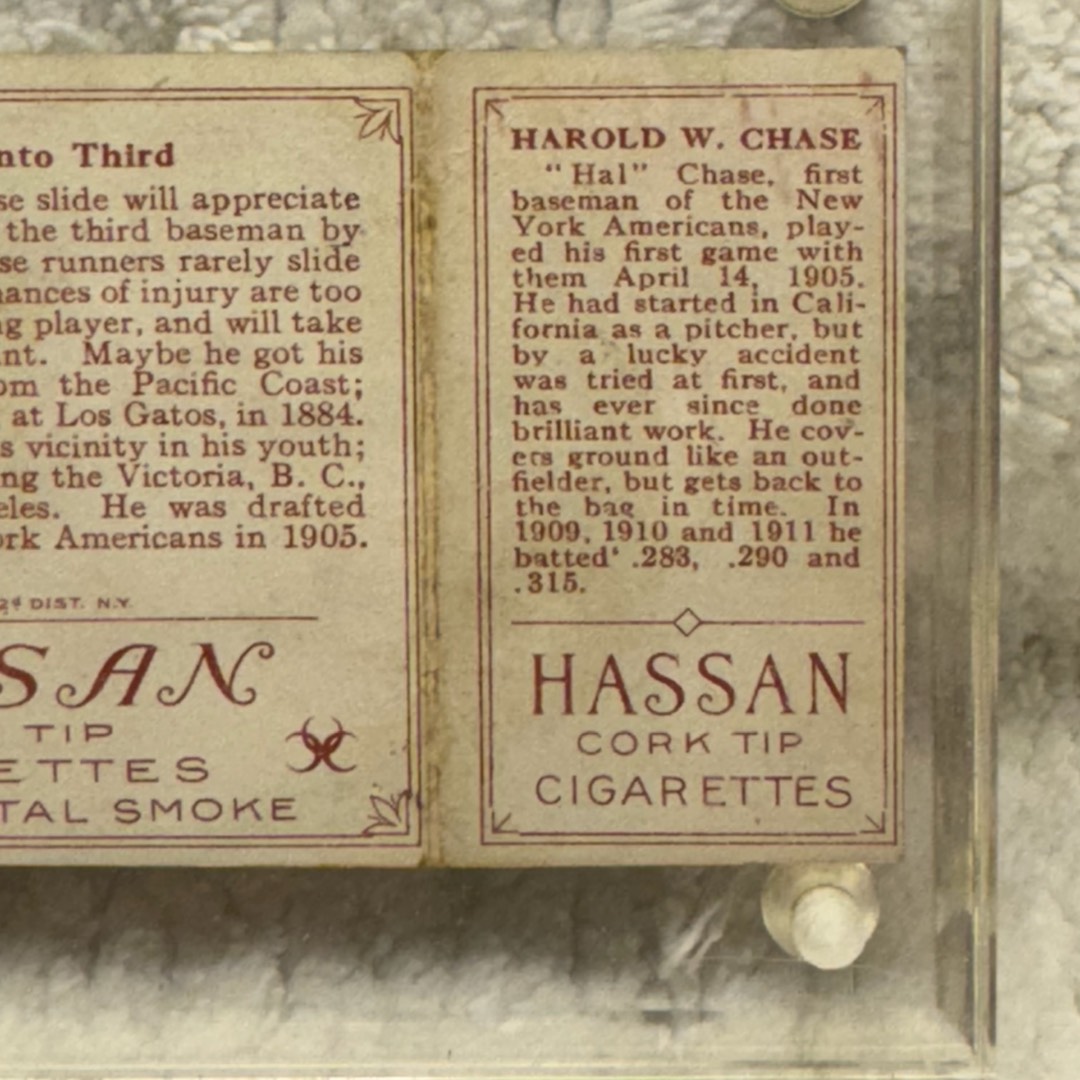 nto Third
se slide will appreciate
the third baseman by
se runners rarely slide
hances of injury are too
ng player, and will take
nt. Maybe he got his
om the Pacific Coast;
at Los Gatos, in 1884.
s vicinity in his youth;
ng the Victoria, B. C.,
eles. He was drafted
ork Americans in 1905.
2d DIST. N.Y.
SAN
TIP
ETTES
TAL SMOKE
HAROLD W. CHASE
"Hal" Chase, first
baseman of the New
York Americans, play-
ed his first game with
them April 14, 1905.
He had started in Cali-
fornia as a pitcher, but
by a lucky accident
was tried at first, and
has ever since done
brilliant work. He cov-
ers ground like an out-
fielder, but gets back to
the bag in time. In
1909, 1910 and 1911 he
batted .283, .290 and
.315.
HASSAN
CORK TIP
CIGARETTES